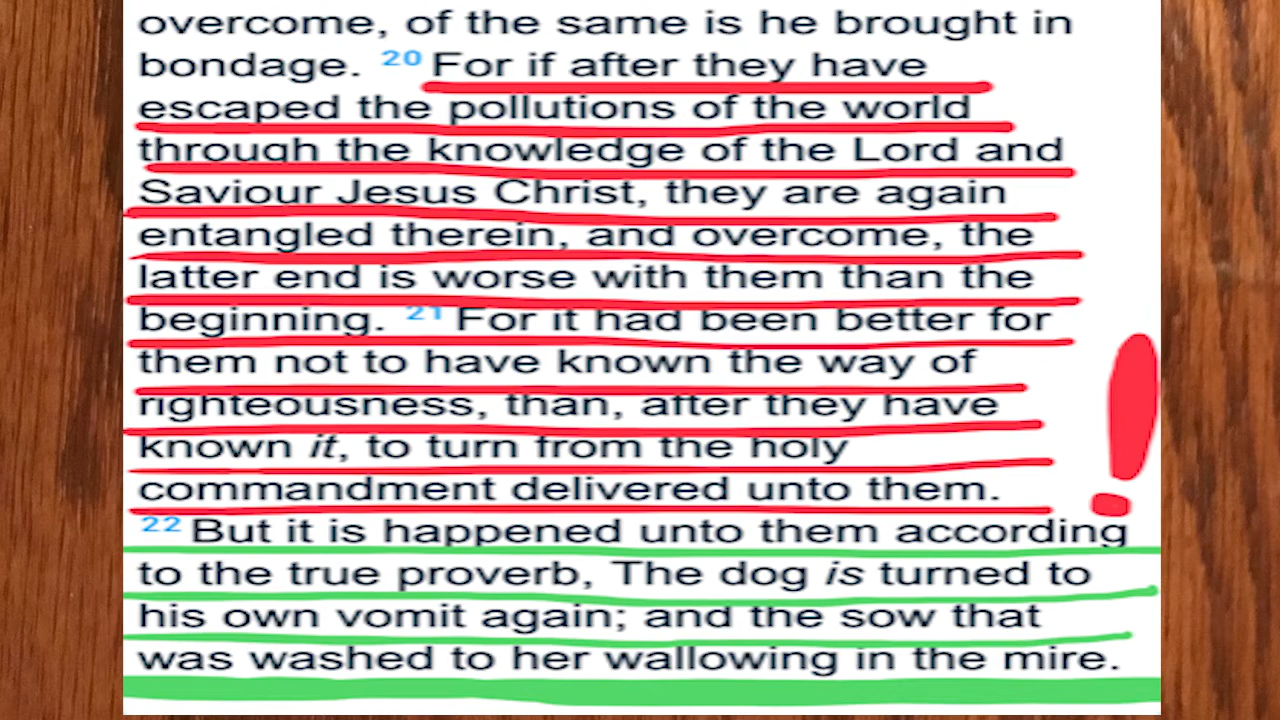 overcome, of the same is he brought in
bondage. 20 For if after they have
escaped the pollutions of the world
through the knowledge of the Lord and
Saviour Jesus Christ, they are again
entangled therein, and overcome, the
latter end is worse with them than the
beginning. 21 For it had been better for
them not to have known the way of
righteousness, than, after they have
known it, to turn from the holy
commandment delivered unto them.
22 But it is happened unto them according
to the true proverb, The dog is turned to
his own vomit again; and the sow that
was washed to her wallowing in the mire.